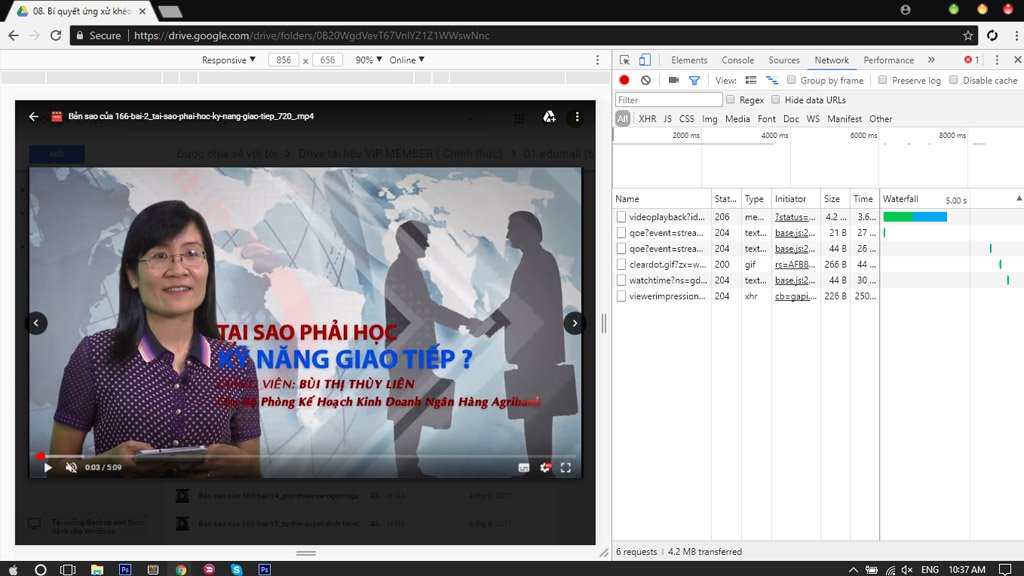 08. Bí quyết ứng xử khéo
Secure
https://drive.google.com/drive/folders/0B20WgdVevT67VnlYZ1Z1WWswNnc
Responsive 856 x 656 90% Online
Elements Console Sources Network Performance » 1
View: Group by frame Preserve log Disable cache
Filter Regex Hide data URLs
All XHR JS CSS Img Media Font Doc WS Manifest Other
2000 ms 4000 ms 6000 ms 8000 ms
Name Stat... Type Initiator Size Time Waterfall 5.00 s
videoplayback?id... 206 me... ?status=... 4.2 ... 3.6...
qoe?event=strea... 204 text... base.js:2... 21 B 27 ...
qoe?event=strea... 204 text... base.js:2... 44 B 26 ...
cleardot.gif?zx=w... 200 gif rs=AFB8... 266 B 44 ...
watchtime?ns=gd... 204 text... base.js:2... 44 B 30 ...
viewerimpression... 204 xhr cb=gapi.... 226 B 250...
6 requests | 4.2 MB transferred
Bản sao của 166-bai-2_tai-sao-phai-hoc-ky-nang-giao-tiep_720_.mp4
MỚI
Được chia sẻ với tôi > Drive tài liệu VIP MEMBER ( Chính thức) > 01.edumall (6
TẠI SAO PHẢI HỌC
KỸ NĂNG GIAO TIẾP ?
GIẢNG VIÊN: BÙI THỊ THÙY LIÊN
Phòng Kế Hoạch Kinh Doanh Ngân Hàng Agribank
0:03 / 5:09
Bản sao của 166-bai-14_gioi-thieu-ve-ngon-ngu... H NA 4 thg 8, 2017
Bản sao của 166-bai-15_tu-the-quyet-dinh-tat-c... H NA 4 thg 8, 2017
Tải xuống Backup and Sync
dành cho Windows
ENG 10:37 AM